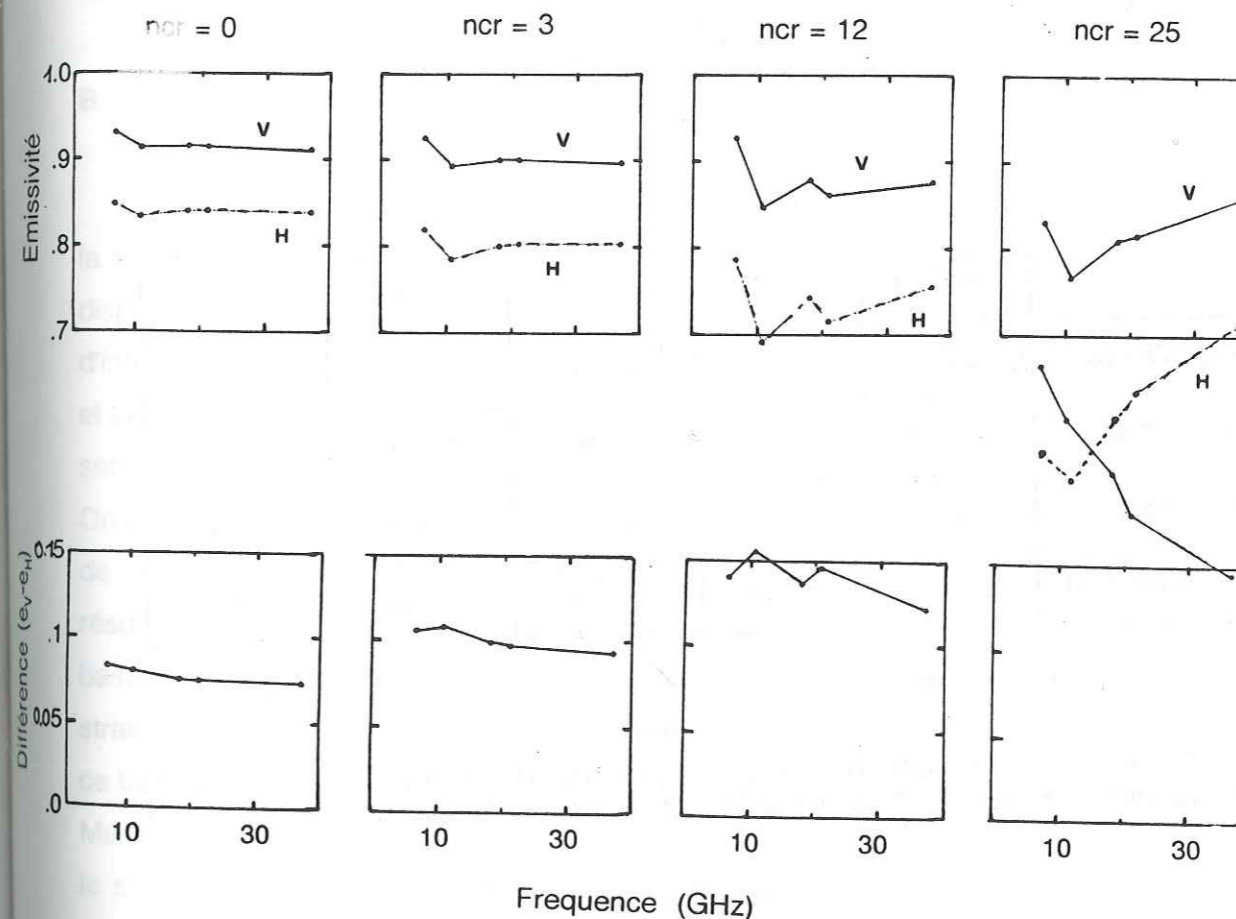 ncr = 0
ncr = 3
ncr = 12
ncr = 25
1.0
.9
.8
.7
Emissivité
V
H
V
H
V
H
V
H
0.15
.1
0.05
.0
Différence (eV-eH)
10
30
10
30
10
30
10
30
Frequence (GHz)